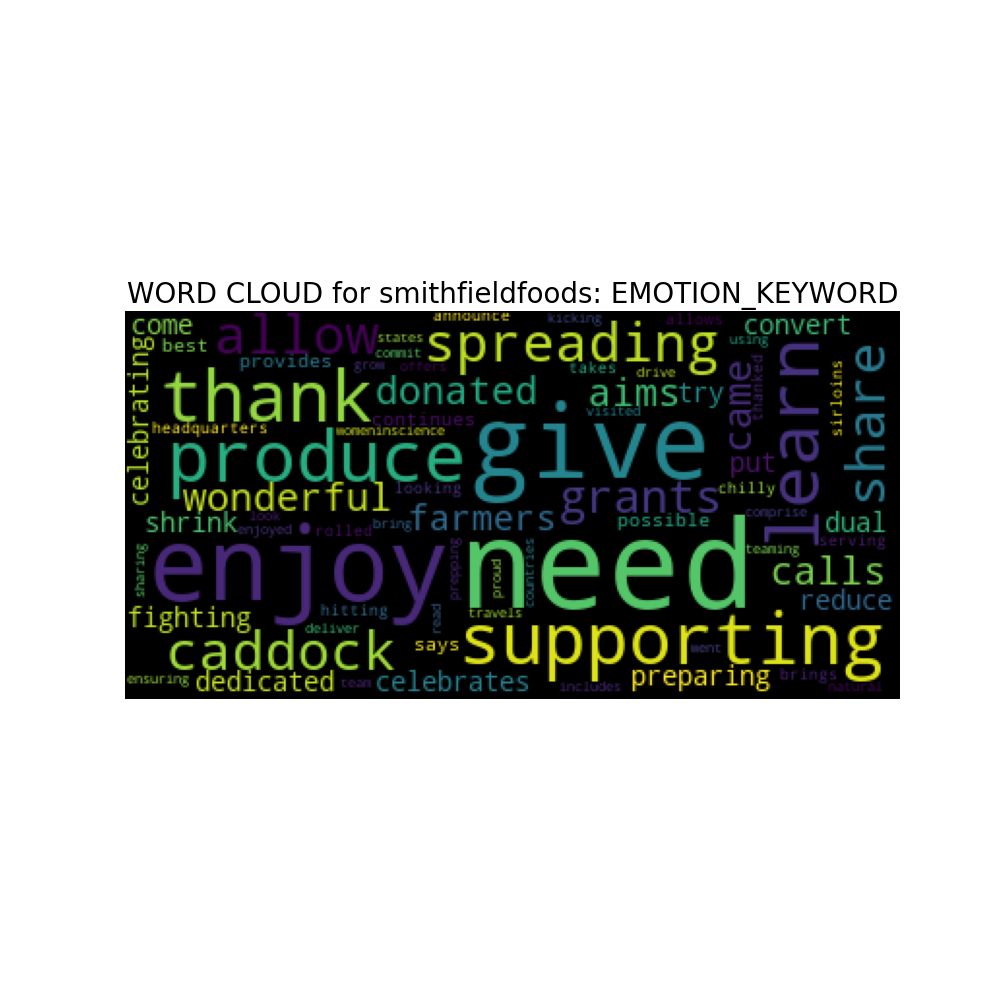 WORD CLOUD for smithfieldfoods: EMOTION_KEYWORD
announce
kicking
allows
come
allow
states
spreading
convert
best
commit
using
provides
grow
offers
takes
drive
celebrating
thank
donated
aims
try
came
thanked
learn
sirloins
share
headquarters
continues
womeninscience
visited
produce
give
put
wonderful
looking
grants
chilly
shrink
look
enjoyed
rolled
bring
farmers
possible
comprise
dual
serving
sharing
enjoy
prepping
proud
countries
need
teaming
calls
reduce
fighting
hitting
read
travels
deliver
caddock
says
supporting
went
ensuring
dedicated
team
celebrates
includes
preparing
brings
natural